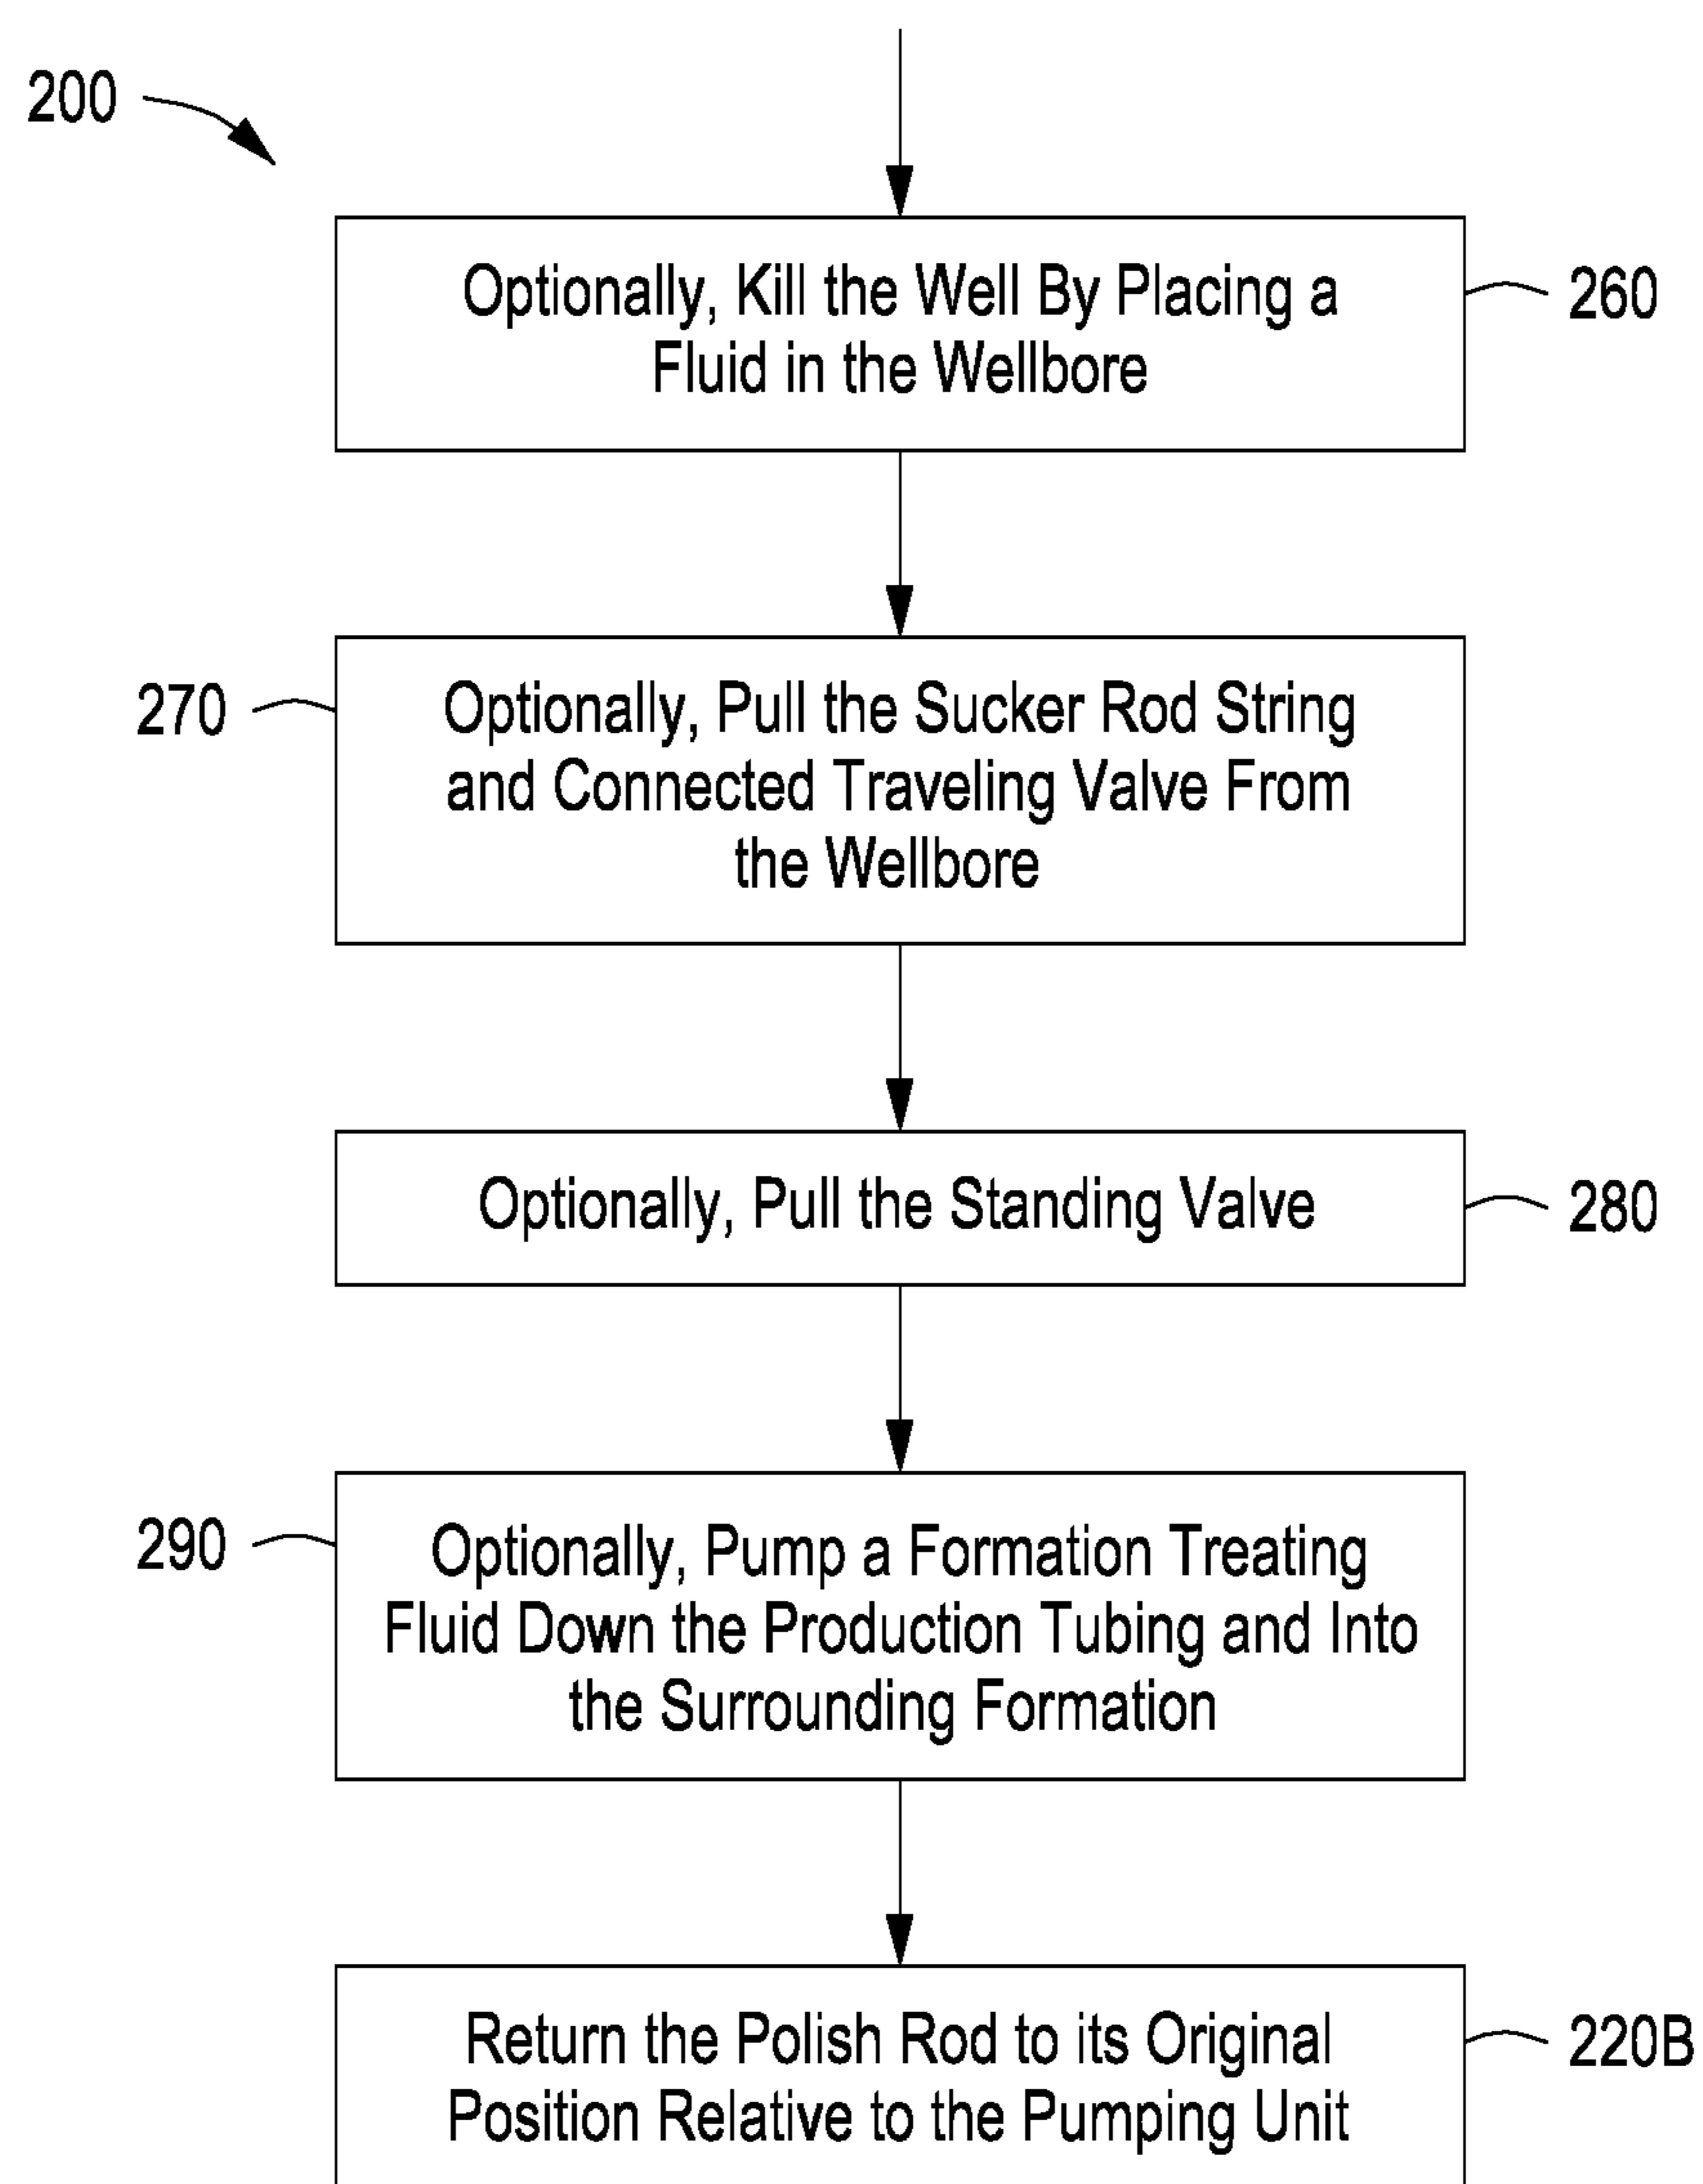 200
Optionally, Kill the Well By Placing a
Fluid in the Wellbore
260
270
Optionally, Pull the Sucker Rod String
and Connected Traveling Valve From
the Wellbore
Optionally, Pull the Standing Valve
280
290
Optionally, Pump a Formation Treating
Fluid Down the Production Tubing and Into
the Surrounding Formation
Return the Polish Rod to its Original
Position Relative to the Pumping Unit
220B